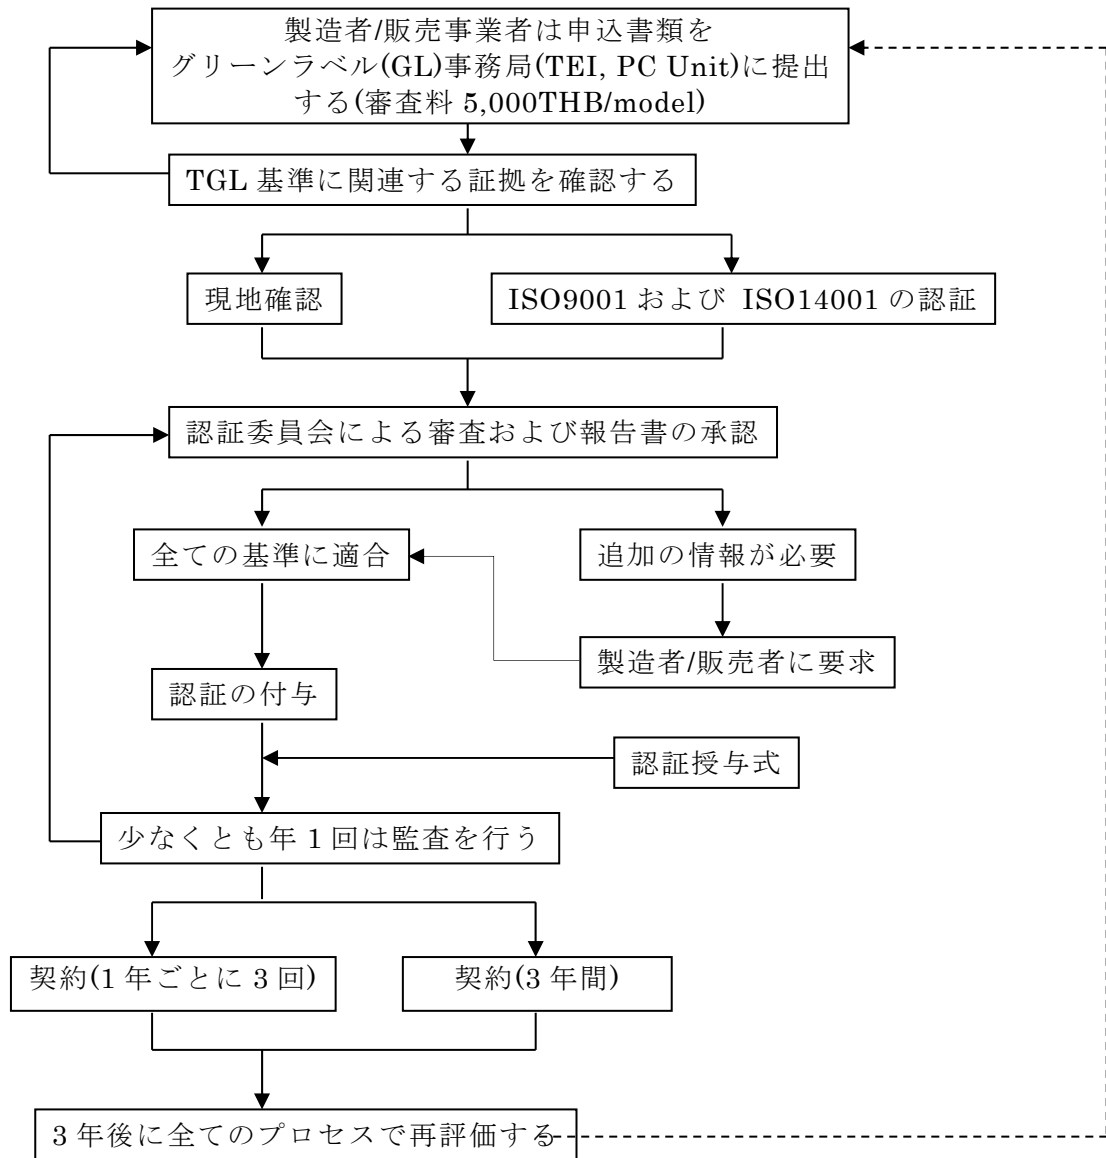 製造者/販売事業者は申込書類を
グリーンラベル(GL)事務局(TEI, PC Unit)に提出
する(審査料 5,000THB/model)
TGL 基準に関連する証拠を確認する
現地確認
ISO9001 および ISO14001 の認証
認証委員会による審査および報告書の承認
全ての基準に適合
追加の情報が必要
製造者/販売者に要求
認証の付与
認証授与式
少なくとも年 1 回は監査を行う
契約(1 年ごとに 3 回)
契約(3 年間)
3 年後に全てのプロセスで再評価する